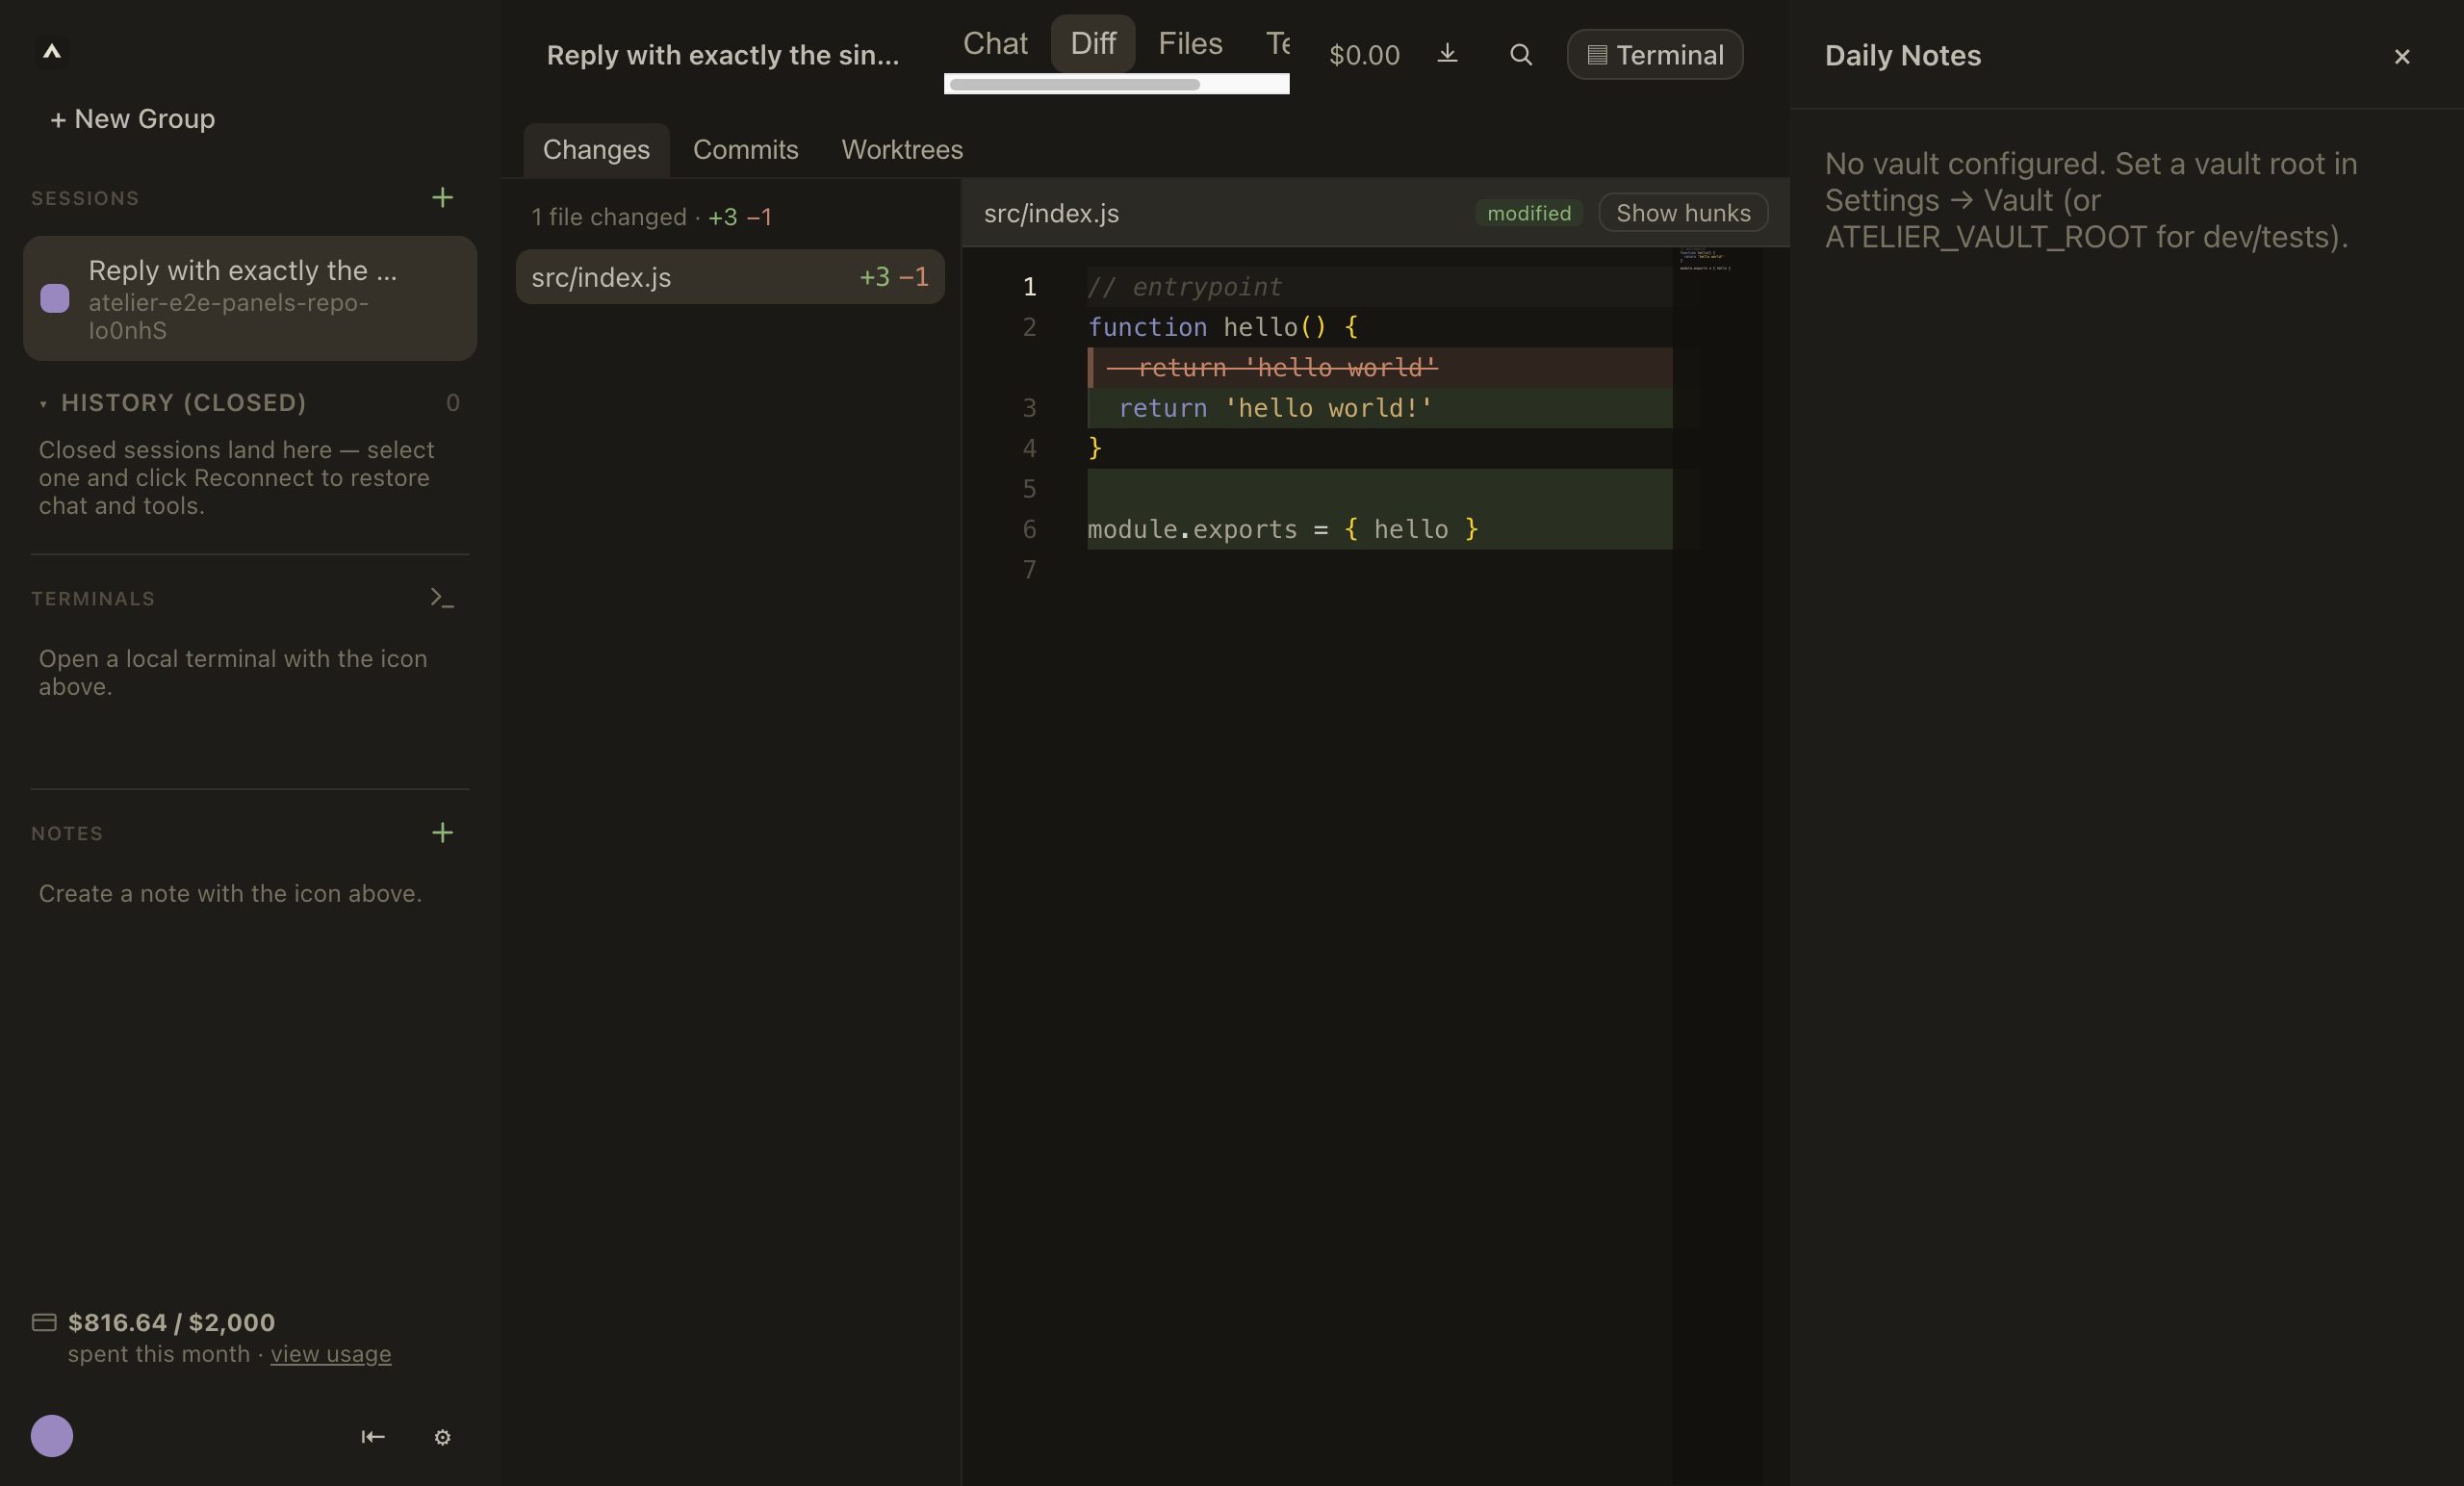 + New Group
SESSIONS
Reply with exactly the ...
atelier-e2e-panels-repo-
Io0nhS
HISTORY (CLOSED) 0
Closed sessions land here — select
one and click Reconnect to restore
chat and tools.
TERMINALS
Open a local terminal with the icon
above.
NOTES
Create a note with the icon above.
$816.64 / $2,000
spent this month · view usage
Reply with exactly the sin...
Chat Diff Files
$0.00
Terminal
Changes Commits Worktrees
1 file changed · +3 −1
src/index.js +3 −1
src/index.js modified Show hunks
1 // entrypoint
2 function hello() {
return 'hello world'
3 return 'hello world!'
4 }
5
6 module.exports = { hello }
7
Daily Notes
No vault configured. Set a vault root in
Settings → Vault (or
ATELIER_VAULT_ROOT for dev/tests).